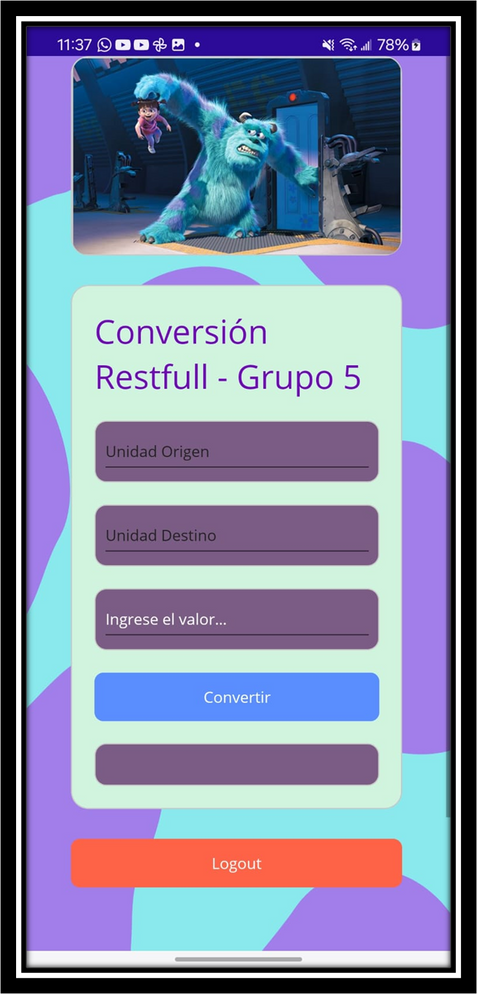 11:37
78%
Conversión
Restfull - Grupo 5
Unidad Origen
Unidad Destino
Ingrese el valor...
Convertir
Logout